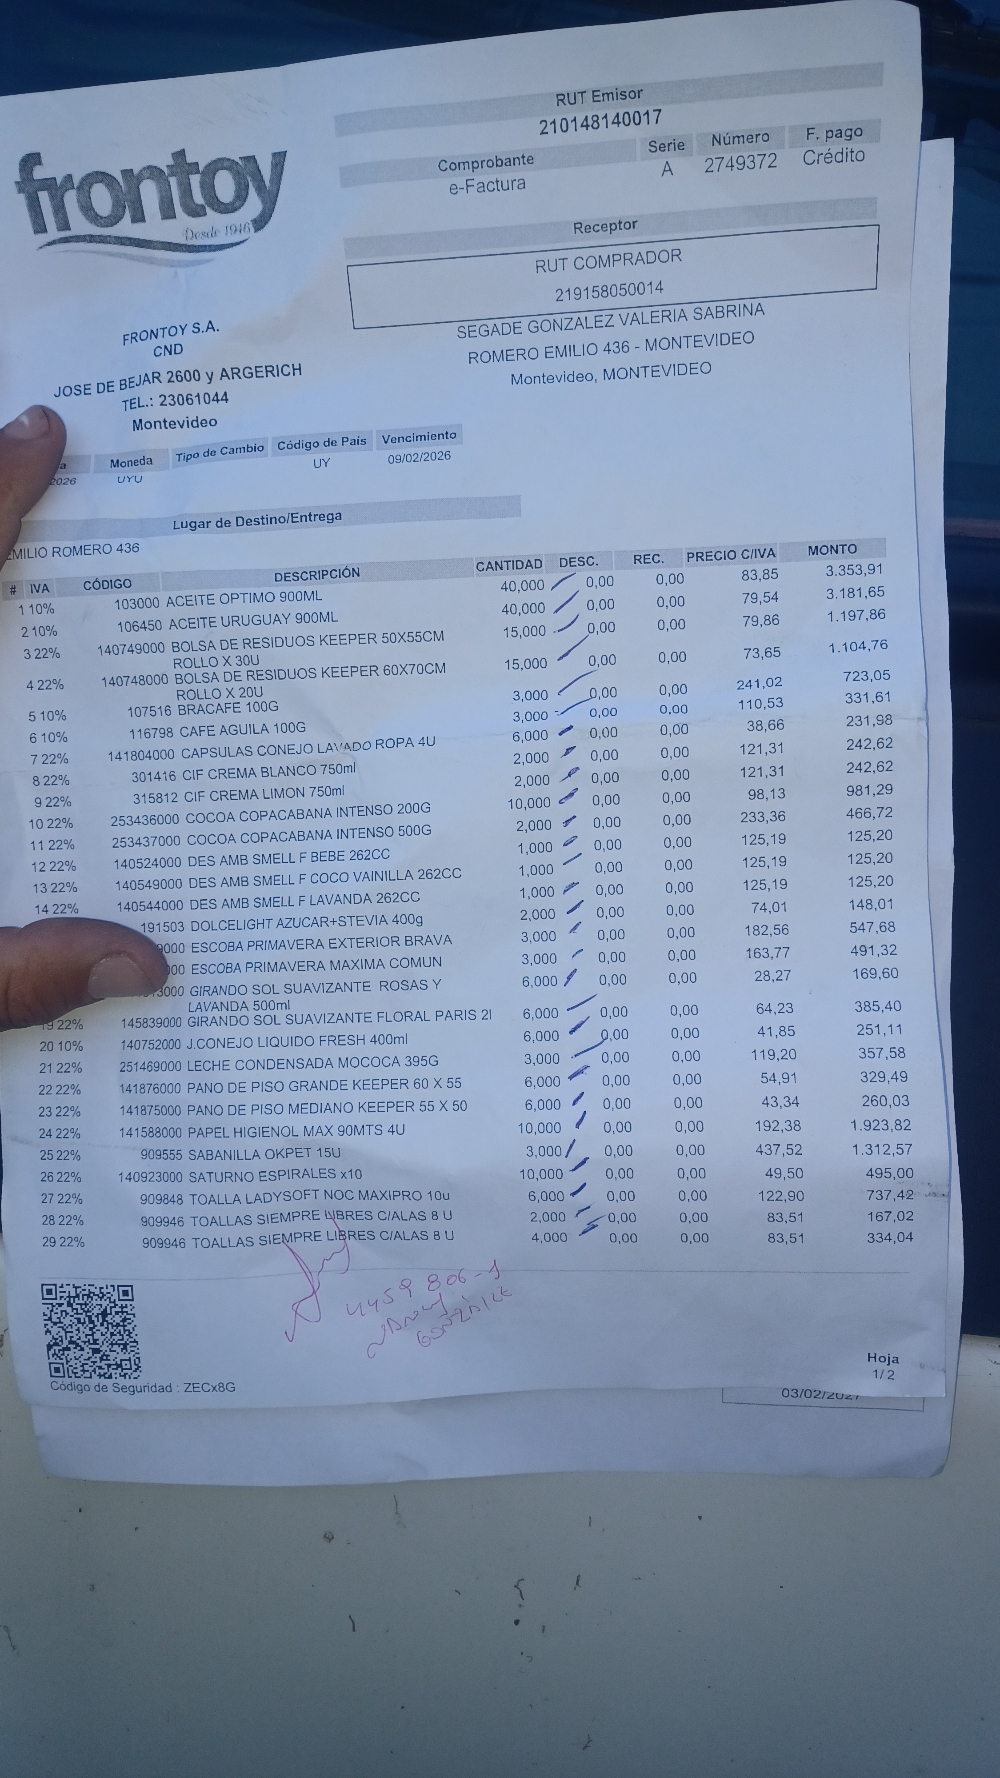 RUT Emisor
210148140017
Comprobante Serie Número F. pago
e-Factura A 2749372 Crédito
frontoy
Desde 1946
Receptor
RUT COMPRADOR
219158050014
SEGADE GONZALEZ VALERIA SABRINA
ROMERO EMILIO 436 - MONTEVIDEO
Montevideo, MONTEVIDEO
FRONTOY S.A.
CND
JOSE DE BEJAR 2600 y ARGERICH
TEL.: 23061044
Montevideo
Moneda Tipo de Cambio Código de País Vencimiento
2026 UYU UY 09/02/2026
Lugar de Destino/Entrega
EMILIO ROMERO 436
# IVA CÓDIGO DESCRIPCIÓN CANTIDAD DESC. REC. PRECIO C/IVA MONTO
1 10% 103000 ACEITE OPTIMO 900ML 40,000 0,00 0,00 83,85 3.353,91
2 10% 106450 ACEITE URUGUAY 900ML 40,000 0,00 0,00 79,54 3.181,65
3 22% 140749000 BOLSA DE RESIDUOS KEEPER 50X55CM 15,000 0,00 0,00 79,86 1.197,86
ROLLO X 30U
4 22% 140748000 BOLSA DE RESIDUOS KEEPER 60X70CM 15,000 0,00 0,00 73,65 1.104,76
ROLLO X 20U
5 10% 107516 BRACAFE 100G 3,000 0,00 0,00 241,02 723,05
6 10% 116798 CAFE AGUILA 100G 3,000 0,00 0,00 110,53 331,61
7 22% 141804000 CAPSULAS CONEJO LAVADO ROPA 4U 6,000 0,00 0,00 38,66 231,98
8 22% 301416 CIF CREMA BLANCO 750ml 2,000 0,00 0,00 121,31 242,62
9 22% 315812 CIF CREMA LIMON 750ml 2,000 0,00 0,00 121,31 242,62
10 22% 253436000 COCOA COPACABANA INTENSO 200G 10,000 0,00 0,00 98,13 981,29
11 22% 253437000 COCOA COPACABANA INTENSO 500G 2,000 0,00 0,00 233,36 466,72
12 22% 140524000 DES AMB SMELL F BEBE 262CC 1,000 0,00 0,00 125,19 125,20
13 22% 140549000 DES AMB SMELL F COCO VAINILLA 262CC 1,000 0,00 0,00 125,19 125,20
14 22% 140544000 DES AMB SMELL F LAVANDA 262CC 1,000 0,00 0,00 125,19 125,20
191503 DOLCELIGHT AZUCAR+STEVIA 400g 2,000 0,00 0,00 74,01 148,01
ESCOBA PRIMAVERA EXTERIOR BRAVA 3,000 0,00 0,00 182,56 547,68
ESCOBA PRIMAVERA MAXIMA COMUN 3,000 0,00 0,00 163,77 491,32
GIRANDO SOL SUAVIZANTE ROSAS Y 6,000 0,00 0,00 28,27 169,60
LAVANDA 500ml
19 22% 145839000 GIRANDO SOL SUAVIZANTE FLORAL PARIS 2l 6,000 0,00 0,00 64,23 385,40
20 10% 140752000 J.CONEJO LIQUIDO FRESH 400ml 6,000 0,00 0,00 41,85 251,11
21 22% 251469000 LECHE CONDENSADA MOCOCA 395G 3,000 0,00 0,00 119,20 357,58
22 22% 141876000 PANO DE PISO GRANDE KEEPER 60 X 55 6,000 0,00 0,00 54,91 329,49
23 22% 141875000 PANO DE PISO MEDIANO KEEPER 55 X 50 6,000 0,00 0,00 43,34 260,03
24 22% 141588000 PAPEL HIGIENOL MAX 90MTS 4U 10,000 0,00 0,00 192,38 1.923,82
25 22% 909555 SABANILLA OKPET 15U 3,000 0,00 0,00 437,52 1.312,57
26 22% 140923000 SATURNO ESPIRALES x10 10,000 0,00 0,00 49,50 495,00
27 22% 909848 TOALLA LADYSOFT NOC MAXIPRO 10u 6,000 0,00 0,00 122,90 737,42
28 22% 909946 TOALLAS SIEMPRE LIBRES C/ALAS 8 U 2,000 0,00 0,00 83,51 167,02
29 22% 909946 TOALLAS SIEMPRE LIBRES C/ALAS 8 U 4,000 0,00 0,00 83,51 334,04
4459 806-1
Código de Seguridad : ZECx8G
Hoja
1/ 2